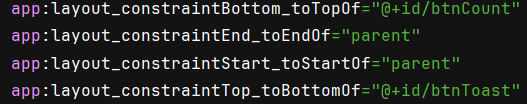 app:layout_constraintBottom_toTopOf="@+id/btnCount"
app:layout_constraintEnd_toEndOf="parent"
app:layout_constraintStart_toStartOf="parent"
app:layout_constraintTop_toBottomOf="@+id/btnToast"